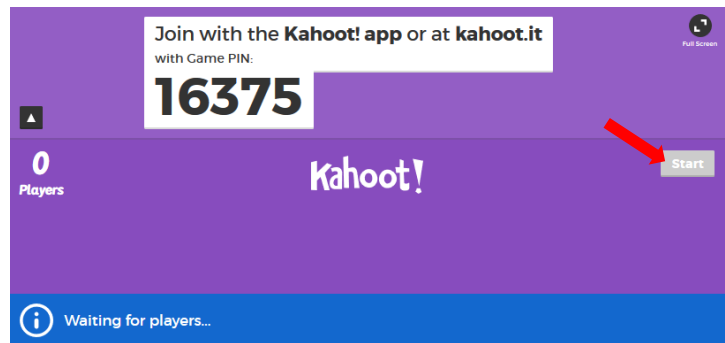 Join with the Kahoot! app or at kahoot.it
with Game PIN:
16375
Full Screen
0
Players
Kahoot!
Start
Waiting for players...